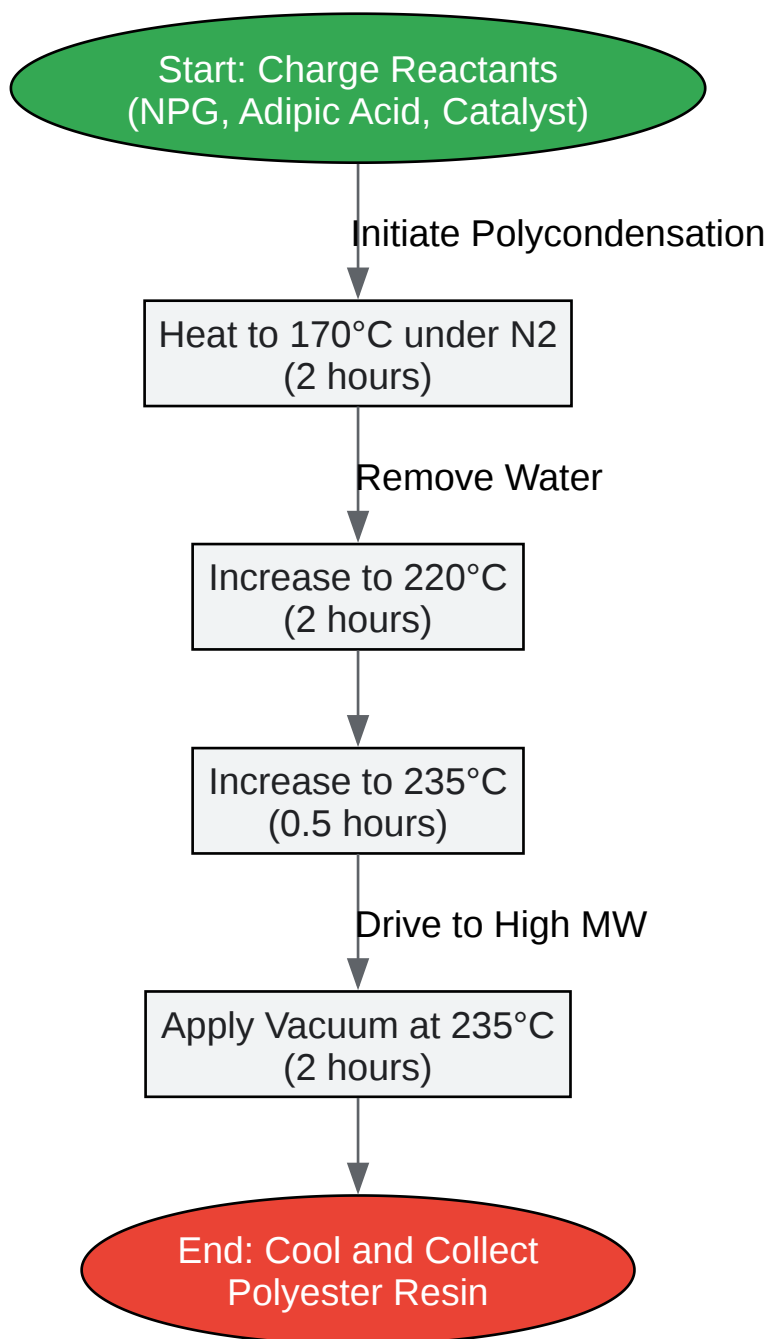 Start: Charge Reactants
(NPG, Adipic Acid, Catalyst)
Initiate Polycondensation
Heat to 170°C under N2
(2 hours)
Remove Water
Increase to 220°C
(2 hours)
Increase to 235°C
(0.5 hours)
Drive to High MW
Apply Vacuum at 235°C
(2 hours)
End: Cool and Collect
Polyester Resin